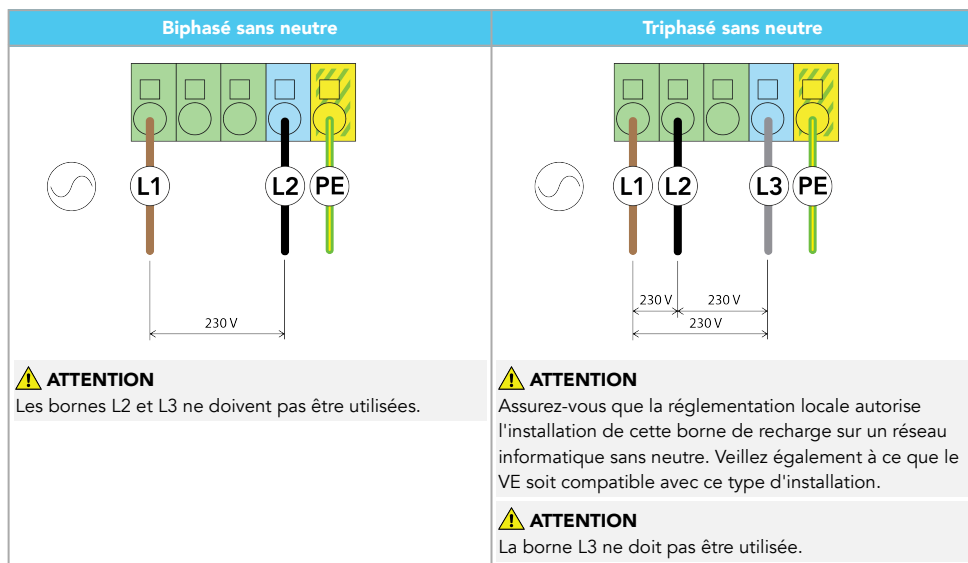 Biphasé sans neutre
L1
L2
PE
230 V
ATTENTION
Les bornes L2 et L3 ne doivent pas être utilisées.
Triphasé sans neutre
L1
L2
L3
PE
230 V
230 V
230 V
ATTENTION
Assurez-vous que la réglementation locale autorise
l'installation de cette borne de recharge sur un réseau
informatique sans neutre. Veillez également à ce que le
VE soit compatible avec ce type d'installation.
ATTENTION
La borne L3 ne doit pas être utilisée.